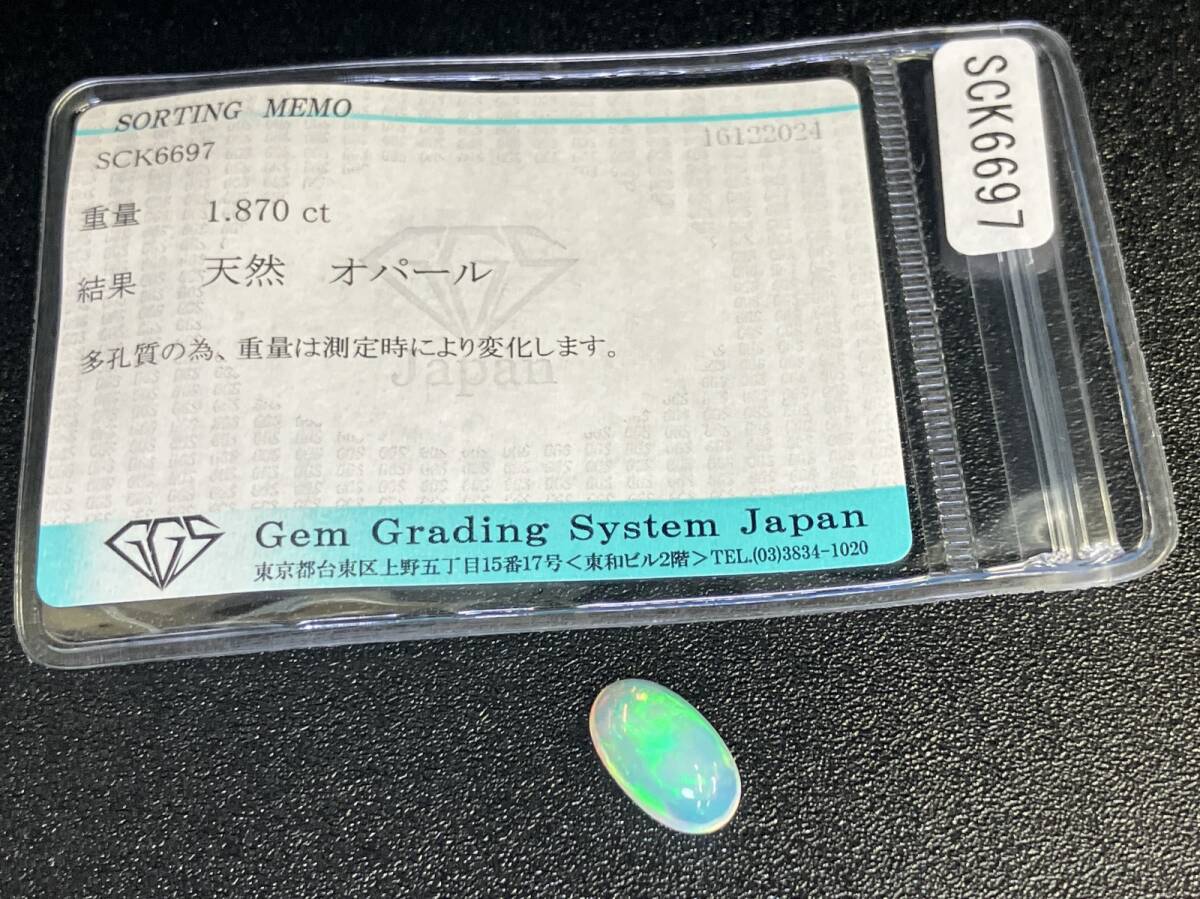 SORTING MEMO
SCK6697 16122024
重量 1.870 ct
結果 天然 オパール
多孔質の為、重量は測定時により変化します。
GGS
Japan
GGS Gem Grading System Japan
東京都台東区上野五丁目15番17号＜東和ビル2階＞TEL.(03)3834-1020
SCK6697